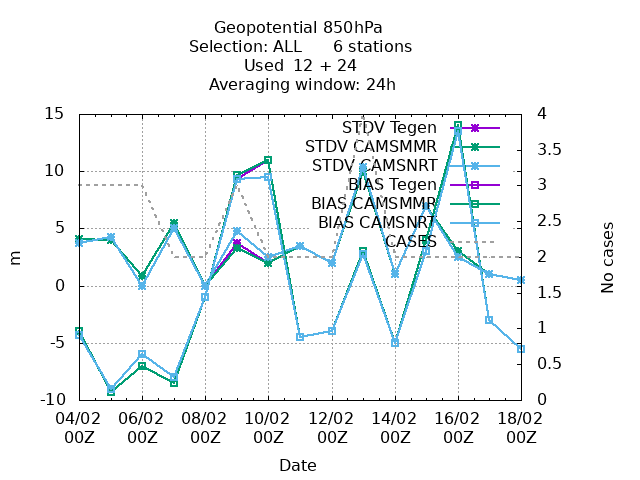 Geopotential 850hPa
Selection: ALL 6 stations
Used 12 + 24
Averaging window: 24h
15
10
5
0
-5
-10
m
4
3.5
3
2.5
2
1.5
1
0.5
0
No cases
STDV Tegen
STDV CAMSMMR
STDV CAMSNRT
BIAS Tegen
BIAS CAMSMMR
BIAS CAMSNRT
CASES
04/02 06/02 08/02 10/02 12/02 14/02 16/02 18/02
00Z 00Z 00Z 00Z 00Z 00Z 00Z 00Z
Date